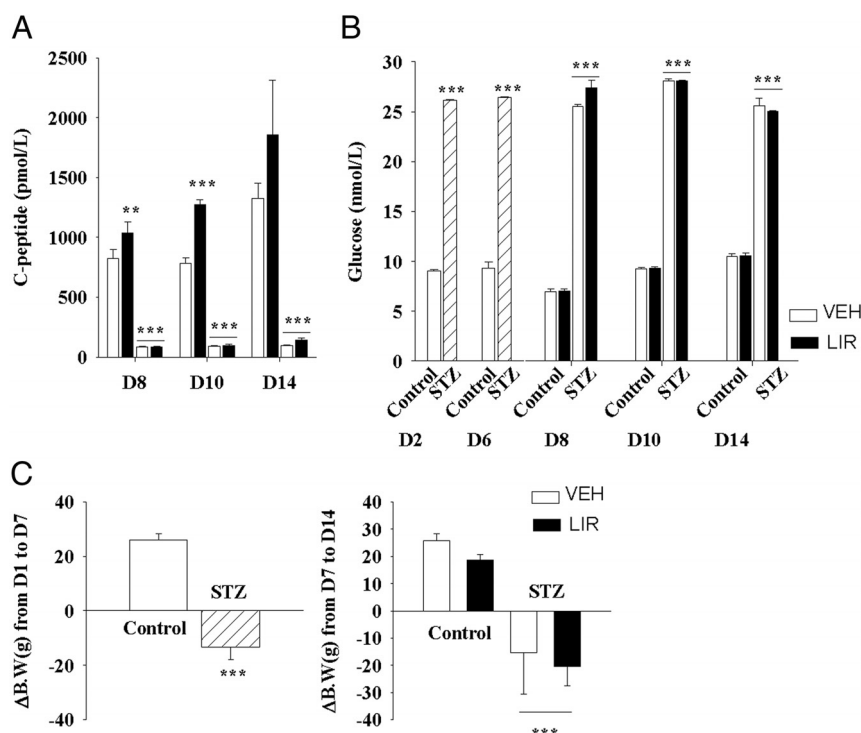 A
C-peptide (pmol/L)
2500
2000
1500
1000
500
0
**
***
***
***
***
D8 D10 D14
B
Glucose (nmol/L)
30
25
20
15
10
5
0
*** *** *** *** ***
Control STZ Control STZ Control STZ Control STZ Control STZ
D2 D6 D8 D10 D14
VEH
LIR
C
ΔB.W(g) from D1 to D7
40
20
0
-20
-40
Control
STZ
***
ΔB.W(g) from D7 to D14
40
30
20
10
0
-10
-20
-30
-40
Control
STZ
***
VEH
LIR